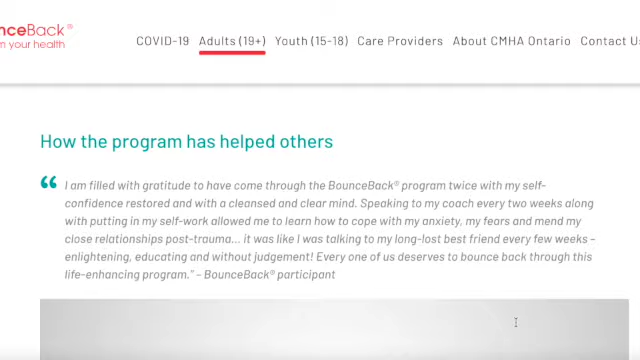 unceBack®
m your health
COVID-19 Adults (19+) Youth (15-18) Care Providers About CMHA Ontario Contact Us
How the program has helped others
“ I am filled with gratitude to have come through the BounceBack® program twice with my self-
confidence restored and with a cleansed and clear mind. Speaking to my coach every two weeks along
with putting in my self-work allowed me to learn how to cope with my anxiety, my fears and mend my
close relationships post-trauma... it was like I was talking to my long-lost best friend every few weeks –
enlightening, educating and without judgement! Every one of us deserves to bounce back through this
life-enhancing program.” – BounceBack® participant